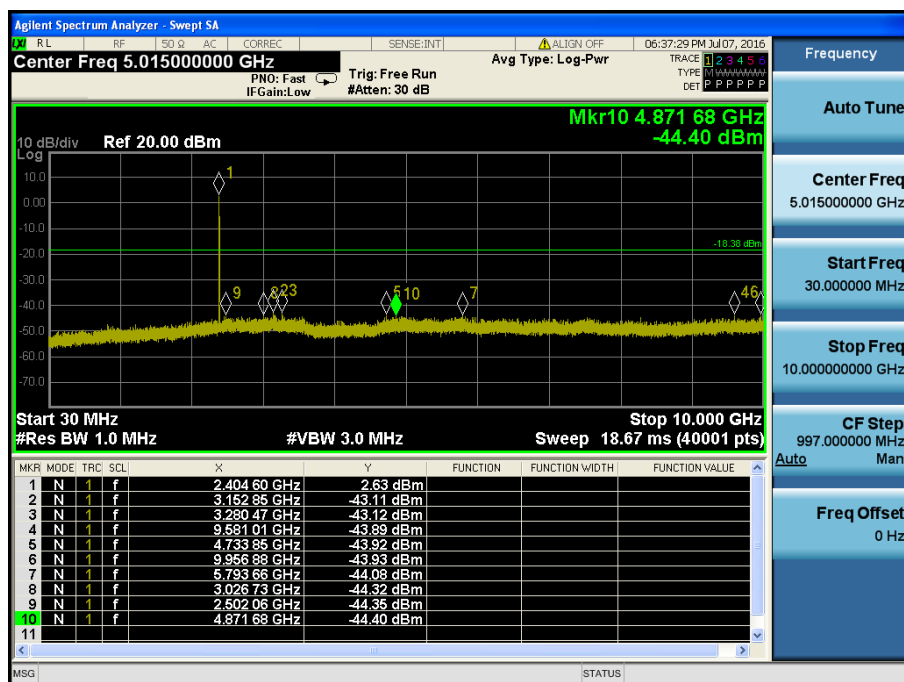 Agilent Spectrum Analyzer - Swept SA
LXI RL RF 50 Ω AC CORREC SENSE:INT ALIGN OFF 06:37:29 PM Jul 07, 2016
Center Freq 5.015000000 GHz
PNO: Fast
IFGain:Low
Trig: Free Run
#Atten: 30 dB
Avg Type: Log-Pwr
TRACE 1 2 3 4 5 6
TYPE M
DET P P P P P P
Mkr10 4.871 68 GHz
-44.40 dBm
10 dB/div Ref 20.00 dBm
Log
10.0
0.00
-10.0
-20.0
-30.0
-40.0
-50.0
-60.0
-70.0
1
-18.38 dBm
9 8 2 3 5 10 7 4 6
Start 30 MHz Stop 10.000 GHz
#Res BW 1.0 MHz #VBW 3.0 MHz Sweep 18.67 ms (40001 pts)
MKR MODE TRC SCL X Y FUNCTION FUNCTION WIDTH FUNCTION VALUE
1 N 1 f 2.404 60 GHz 2.63 dBm
2 N 1 f 3.152 85 GHz -43.11 dBm
3 N 1 f 3.280 47 GHz -43.12 dBm
4 N 1 f 9.581 01 GHz -43.89 dBm
5 N 1 f 4.733 85 GHz -43.92 dBm
6 N 1 f 9.956 88 GHz -43.93 dBm
7 N 1 f 5.793 66 GHz -44.08 dBm
8 N 1 f 3.026 73 GHz -44.32 dBm
9 N 1 f 2.502 06 GHz -44.35 dBm
10 N 1 f 4.871 68 GHz -44.40 dBm
11
MSG STATUS
Frequency
Auto Tune
Center Freq
5.015000000 GHz
Start Freq
30.000000 MHz
Stop Freq
10.000000000 GHz
CF Step
997.000000 MHz
Auto Man
Freq Offset
0 Hz